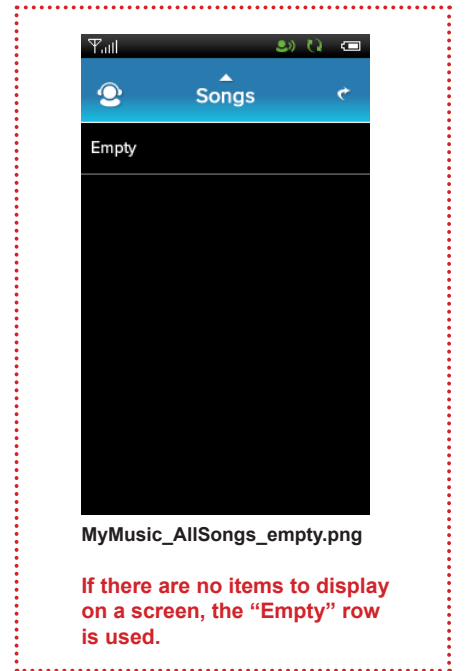 Songs
Empty
MyMusic_AllSongs_empty.png
If there are no items to display
on a screen, the “Empty” row
is used.